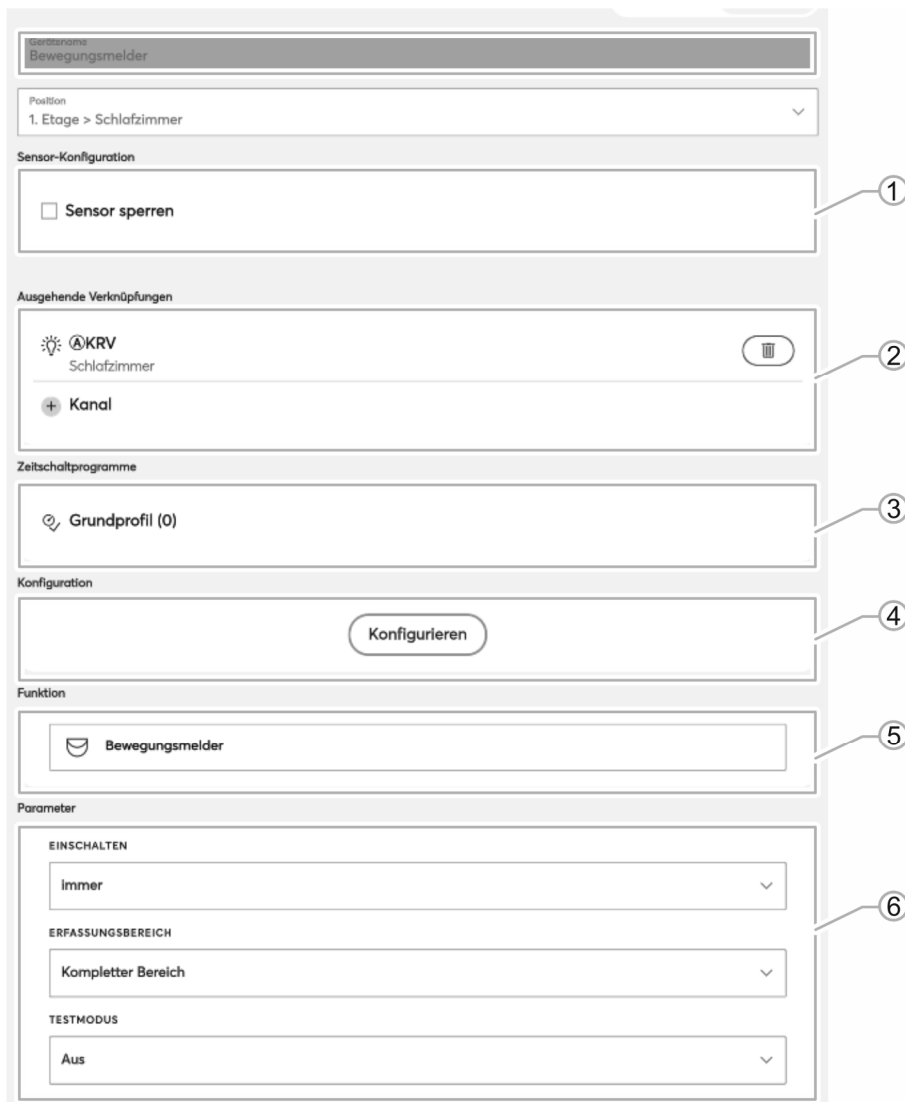 Gerätename
Bewegungsmelder
Position
1. Etage > Schlafzimmer
Sensor-Konfiguration
Sensor sperren
1
Ausgehende Verknüpfungen
ⒶKRV
Schlafzimmer
2
Kanal
Zeitschaltprogramme
Grundprofil (0)
3
Konfiguration
Konfigurieren
4
Funktion
Bewegungsmelder
5
Parameter
EINSCHALTEN
Immer
ERFASSUNGSBEREICH
6
Kompletter Bereich
TESTMODUS
Aus